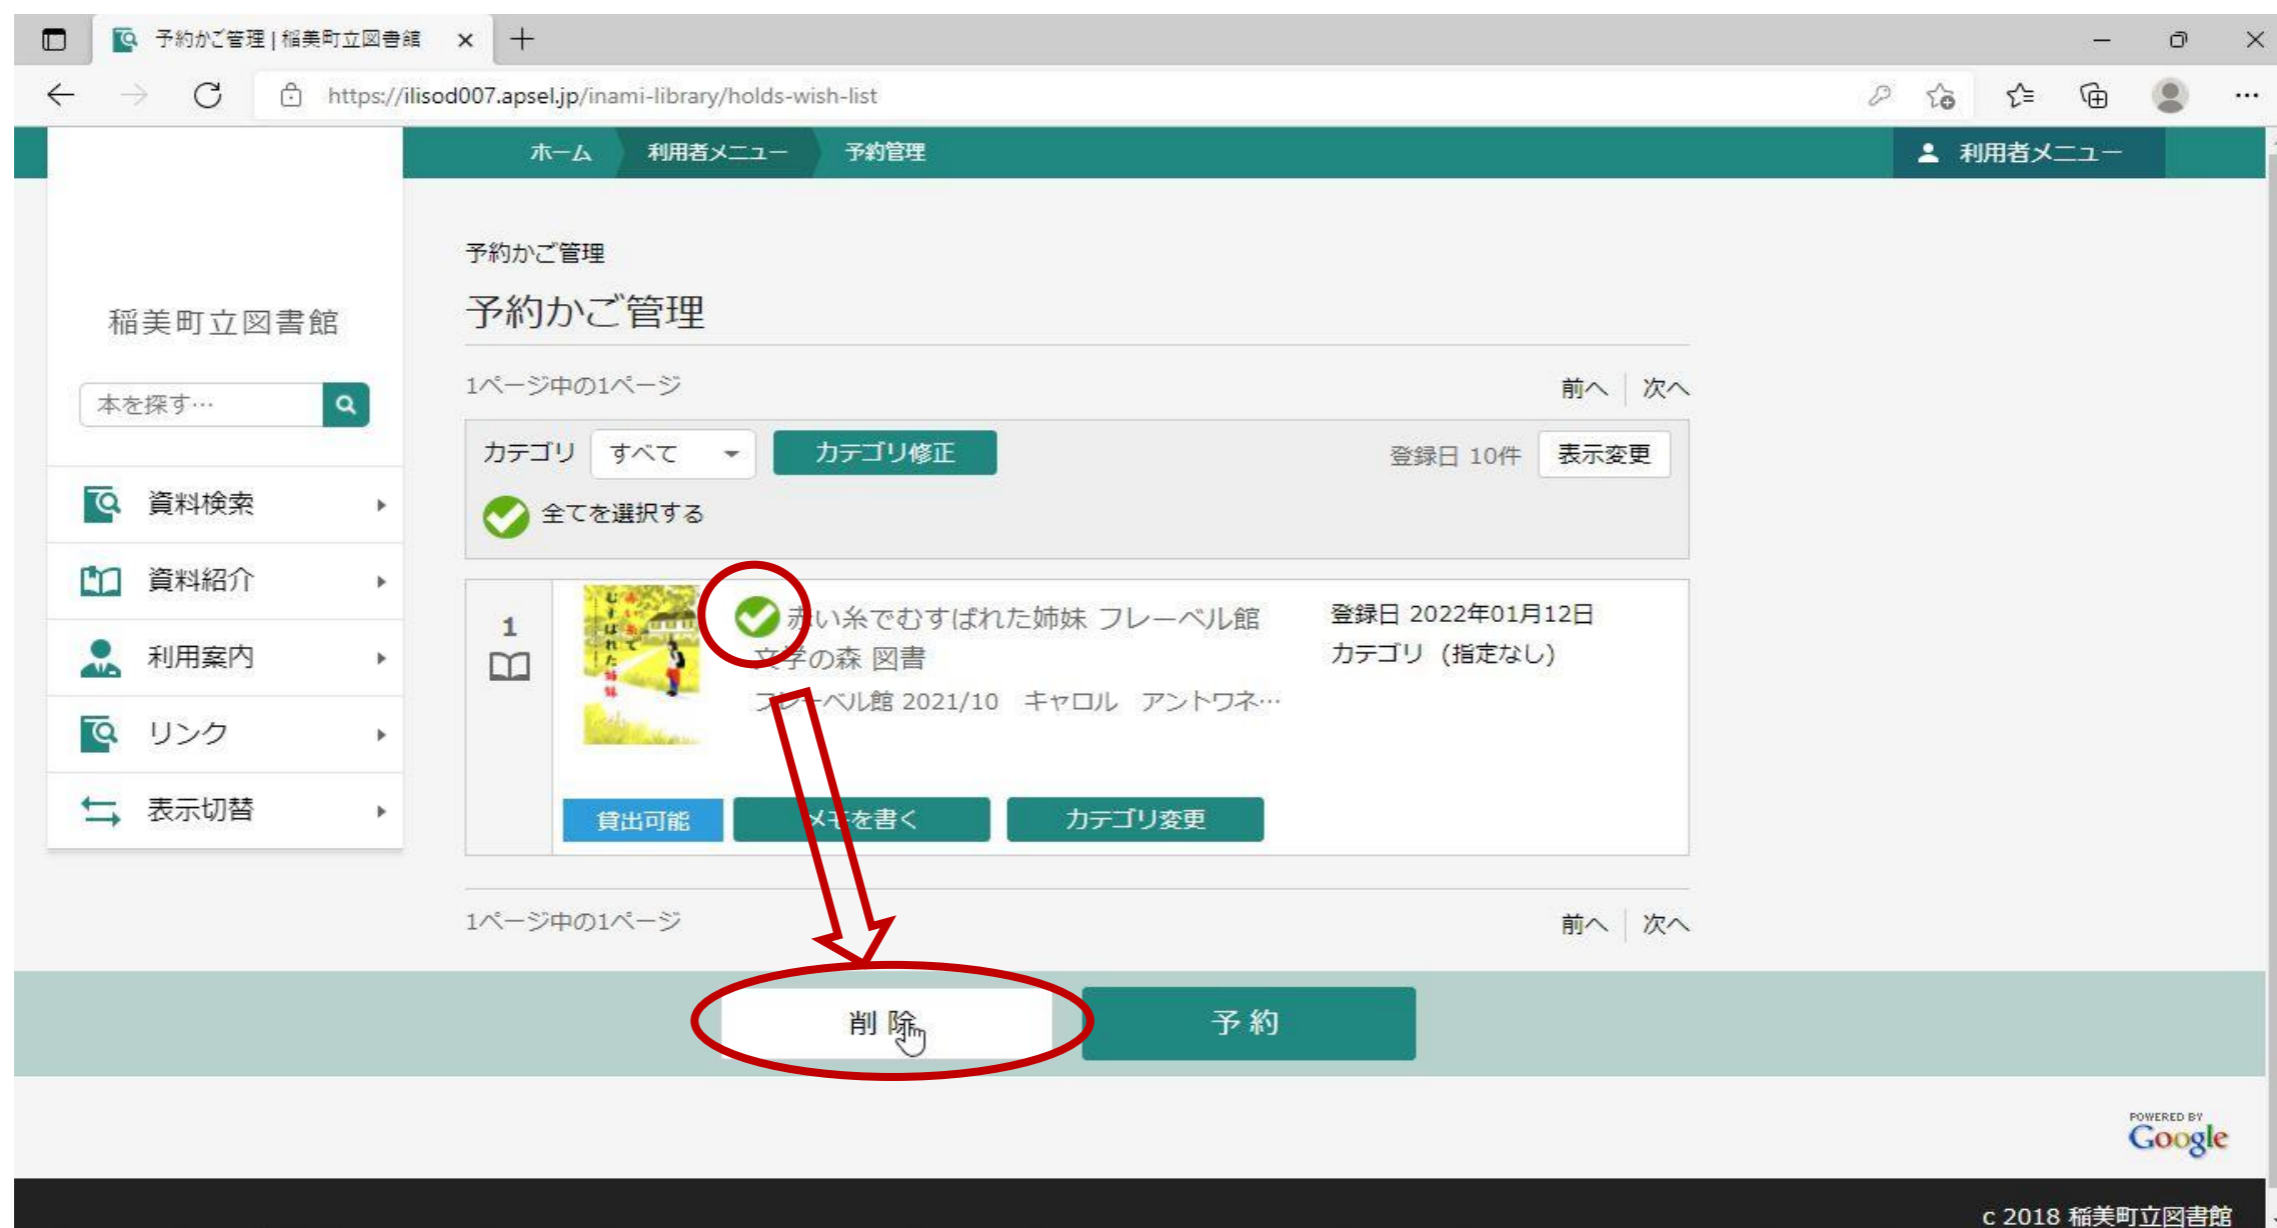 予約かご管理 | 稲美町立図書館
https://ilisod007.apsel.jp/inami-library/holds-wish-list
ホーム 利用者メニュー 予約管理 利用者メニュー
稲美町立図書館
本を探す…
資料検索
資料紹介
利用案内
リンク
表示切替
予約かご管理
予約かご管理
1ページ中の1ページ 前へ 次へ
カテゴリ すべて カテゴリ修正 登録日 10件 表示変更
全てを選択する
1
赤い糸でむすばれた姉妹
赤い糸でむすばれた姉妹 フレーベル館
文学の森 図書
フレーベル館 2021/10 キャロル アントワネ…
登録日 2022年01月12日
カテゴリ (指定なし)
貸出可能 メモを書く カテゴリ変更
1ページ中の1ページ 前へ 次へ
削除 予約
POWERED BY
Google
c 2018 稲美町立図書館